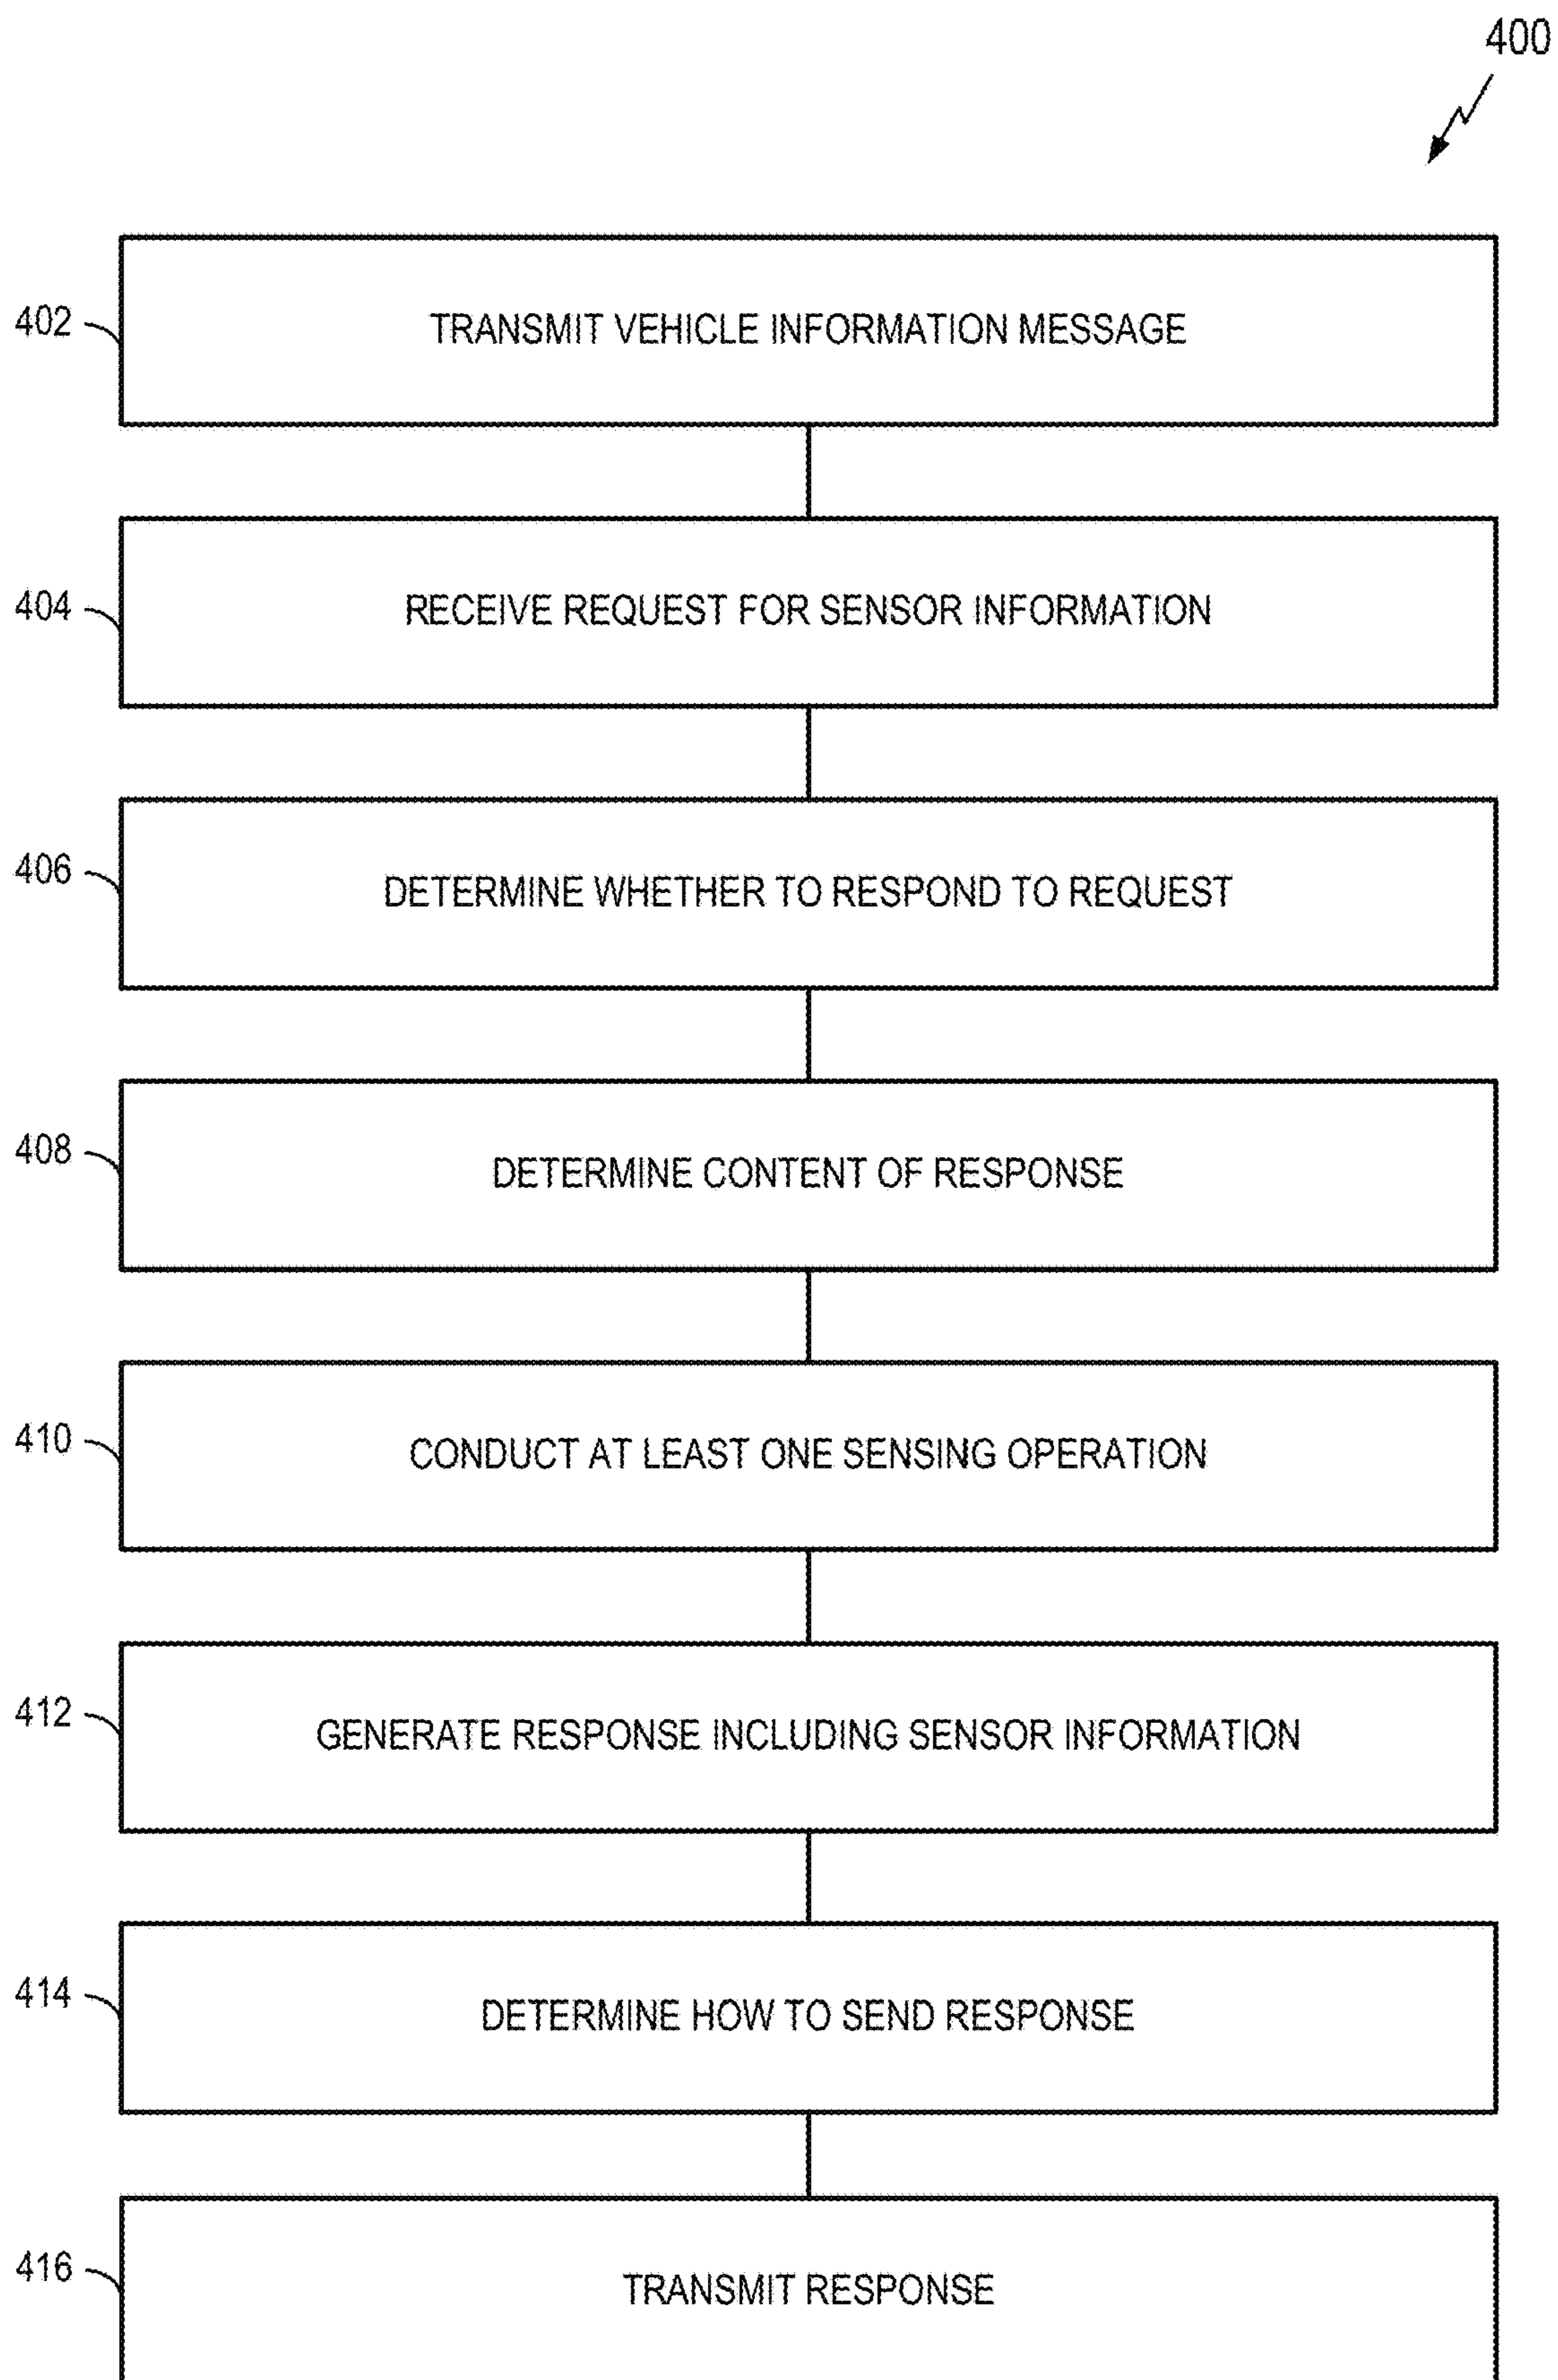 400
402
TRANSMIT VEHICLE INFORMATION MESSAGE
404
RECEIVE REQUEST FOR SENSOR INFORMATION
406
DETERMINE WHETHER TO RESPOND TO REQUEST
408
DETERMINE CONTENT OF RESPONSE
410
CONDUCT AT LEAST ONE SENSING OPERATION
412
GENERATE RESPONSE INCLUDING SENSOR INFORMATION
414
DETERMINE HOW TO SEND RESPONSE
416
TRANSMIT RESPONSE